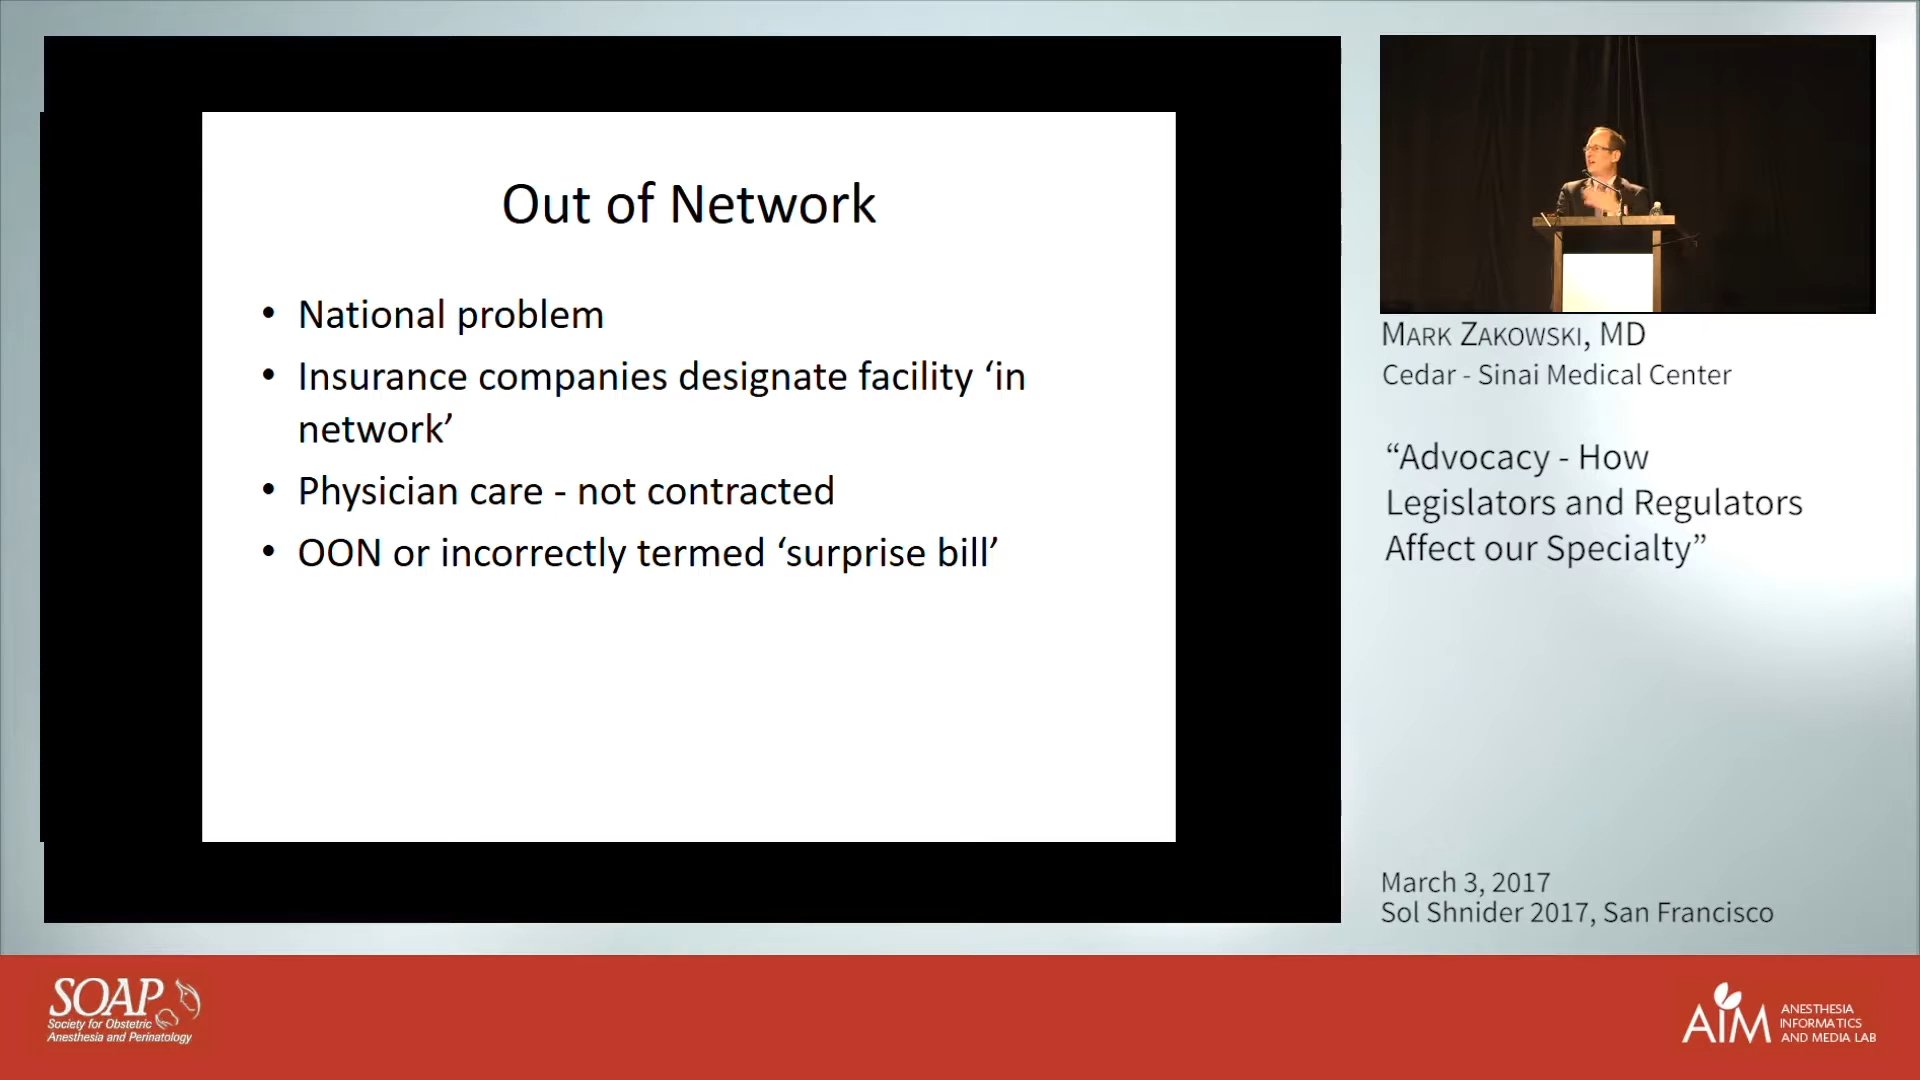 Out of Network
• National problem
• Insurance companies designate facility ‘in
network’
• Physician care - not contracted
• OON or incorrectly termed ‘surprise bill’
MARK ZAKOWSKI, MD
Cedar - Sinai Medical Center
“Advocacy - How
Legislators and Regulators
Affect our Specialty”
March 3, 2017
Sol Shnider 2017, San Francisco
SOAP
Society for Obstetric
Anesthesia and Perinatology
AIM
ANESTHESIA
INFORMATICS
AND MEDIA LAB